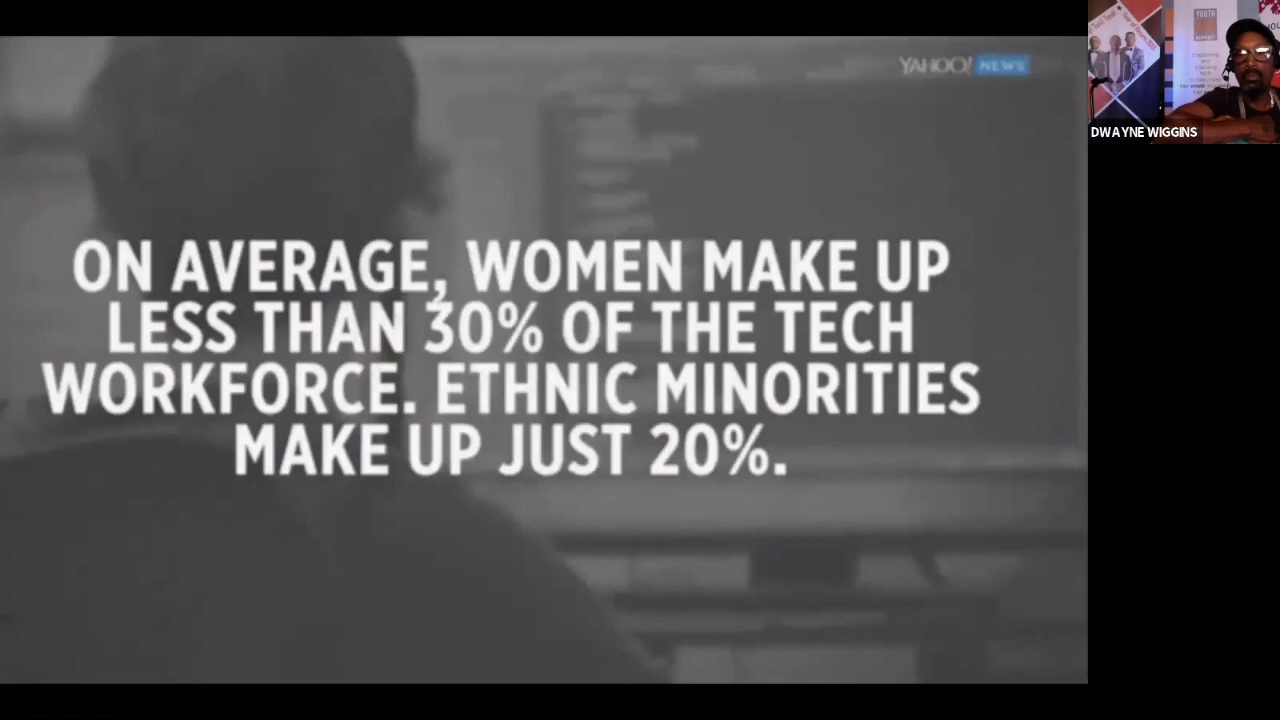 YAHOO! NEWS
ON AVERAGE, WOMEN MAKE UP
LESS THAN 30% OF THE TECH
WORKFORCE. ETHNIC MINORITIES
MAKE UP JUST 20%.
YOUTH
DWAYNE WIGGINS